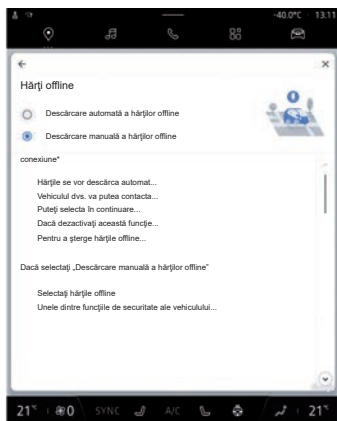 -40.0°C 13:11
Hărți offline
Descărcare automată a hărților offline
Descărcare manuală a hărților offline
conexiune*
Hărțile se vor descărca automat...
Vehiculul dvs. va putea contacta...
Puteți selecta în continuare...
Dacă dezactivați această funcție...
Pentru a șterge hărțile offline...
Dacă selectați „Descărcare manuală a hărților offline”
Selectați hărțile offline
Unele dintre funcțiile de securitate ale vehiculului...
21°c 0 SYNC A/C 21°c